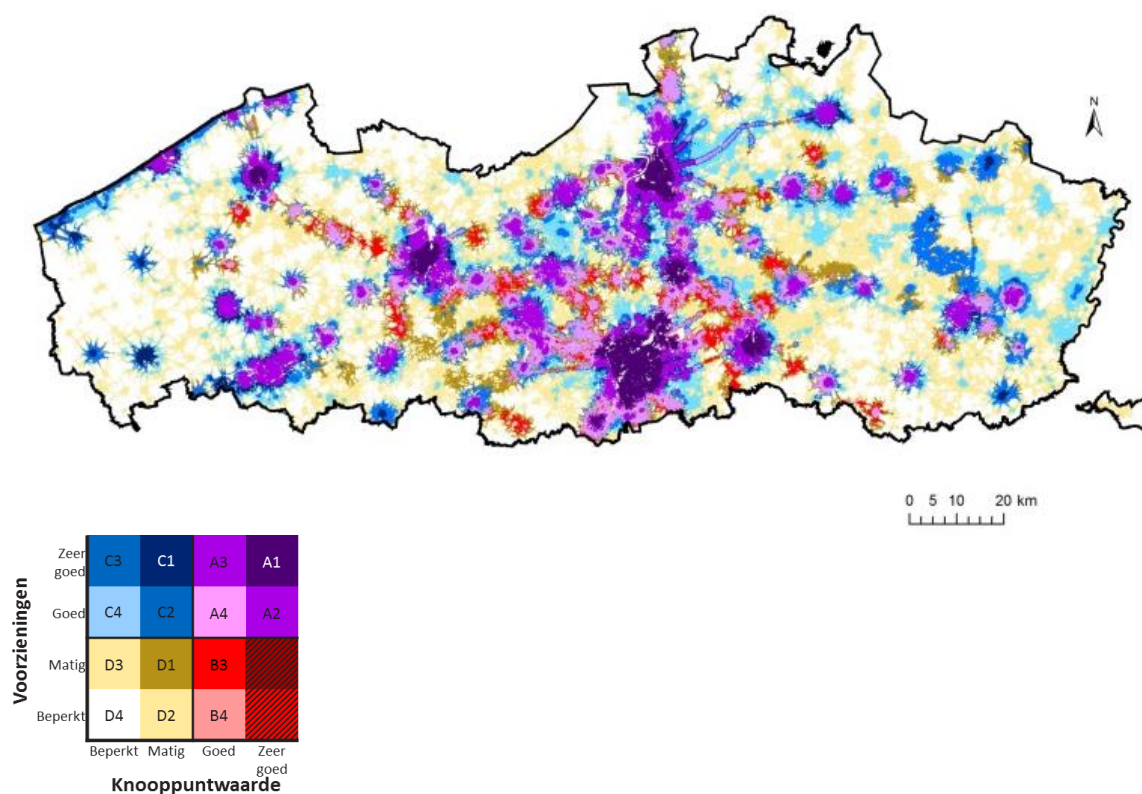 N
0 5 10 20 km
Voorzieningen
Zeer
goed
C3 C1 A3 A1
Goed
C4 C2 A4 A2
Matig
D3 D1 B3
Beperkt
D4 D2 B4
Beperkt Matig Goed Zeer
goed
Knooppuntwaarde